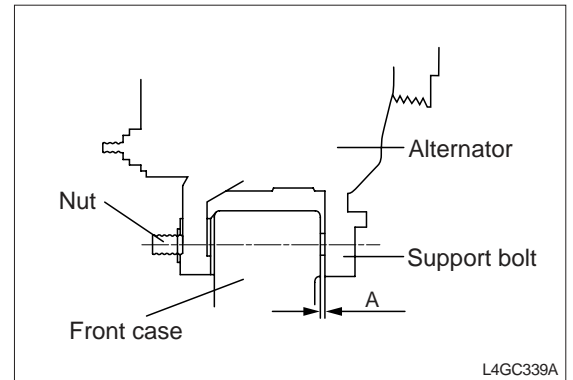 Alternator
Nut
Support bolt
A
Front case
L4GC339A